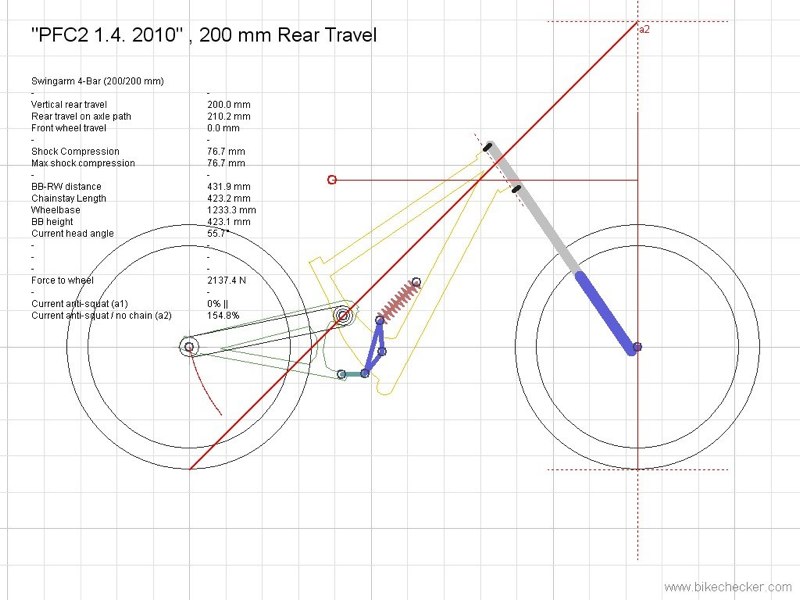 "PFC2 1.4. 2010" , 200 mm Rear Travel
a2
Swingarm 4-Bar (200/200 mm)
- -
Vertical rear travel 200.0 mm
Rear travel on axle path 210.2 mm
Front wheel travel 0.0 mm
- -
Shock Compression 76.7 mm
Max shock compression 76.7 mm
- -
BB-RW distance 431.9 mm
Chainstay Length 423.2 mm
Wheelbase 1233.3 mm
BB height 423.1 mm
Current head angle 55.7°
- -
- -
- -
Force to wheel 2137.4 N
- -
Current anti-squat (a1) 0% ||
Current anti-squat / no chain (a2) 154.8%
www.bikechecker.com